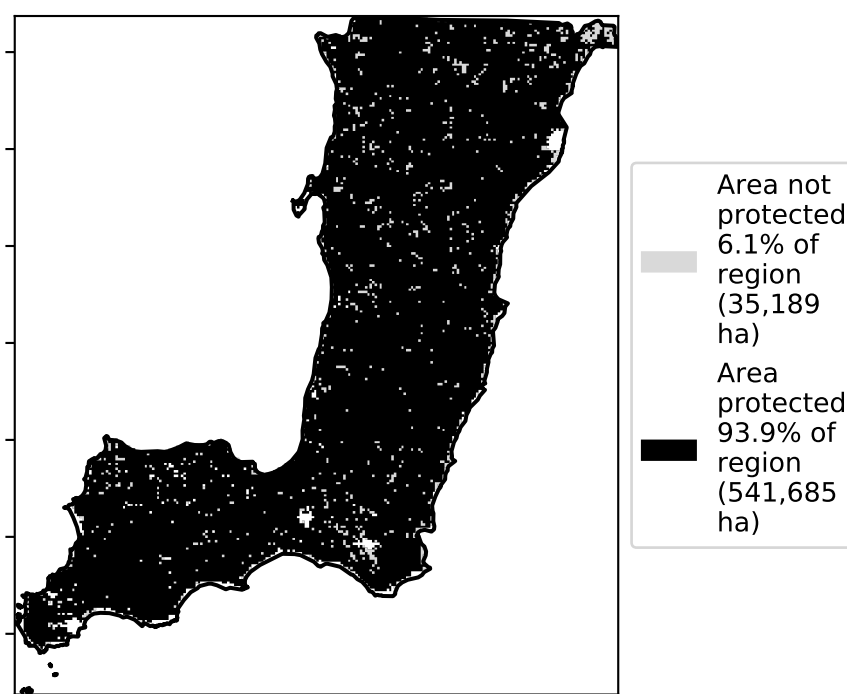 Area not
protected
6.1% of
region
(35,189
ha)
Area
protected
93.9% of
region
(541,685
ha)